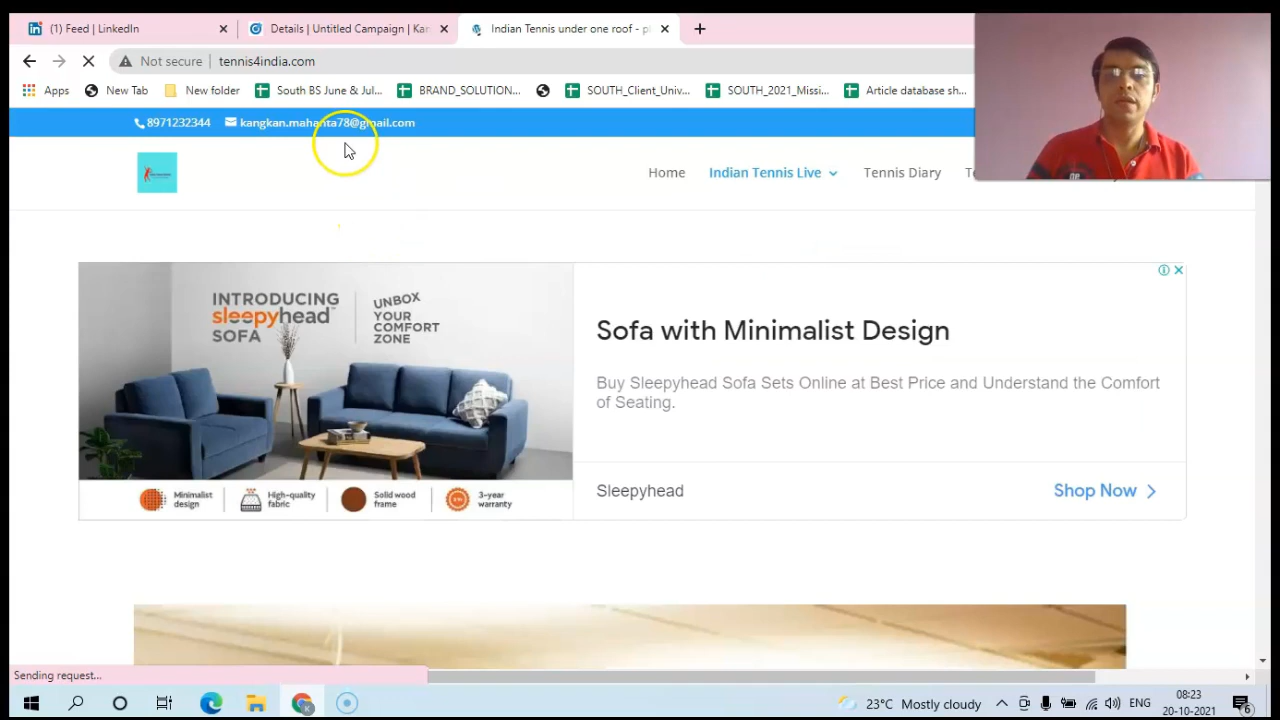 (1) Feed | LinkedIn
Details | Untitled Campaign | Kan
Indian Tennis under one roof - pl
Not secure
tennis4india.com
Apps
New Tab
New folder
South BS June & Jul...
BRAND_SOLUTION...
SOUTH_Client_Univ...
SOUTH_2021_Missi...
Article database sh...
8971232344
kangkan.mahanta78@gmail.com
Home
Indian Tennis Live
Tennis Diary
INTRODUCING
sleepyhead
SOFA
UNBOX
YOUR
COMFORT
ZONE
Minimalist
design
High-quality
fabric
Solid wood
frame
3-year
warranty
Sofa with Minimalist Design
Buy Sleepyhead Sofa Sets Online at Best Price and Understand the Comfort
of Seating.
Sleepyhead
Shop Now
Sending request...
23°C Mostly cloudy
ENG
08:23
20-10-2021
6